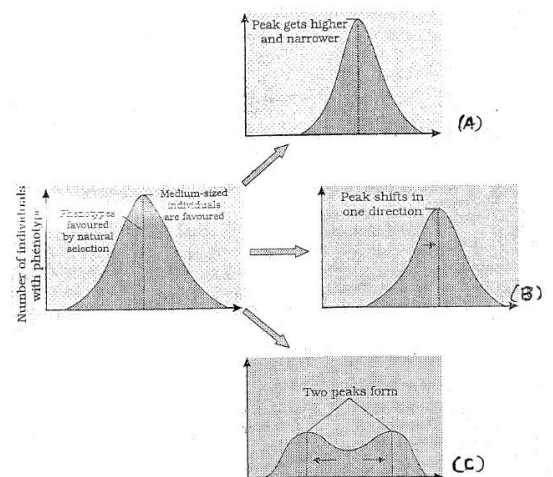 Peak gets higher
and narrower
(A)
Number of individuals
with phenotype
Phenotypes
favoured
by natural
selection
Medium-sized
individuals
are favoured
Peak shifts in
one direction
(B)
Two peaks form
(C)